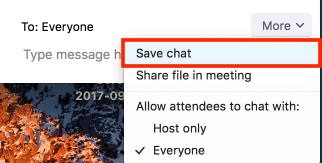 To: Everyone
More
Type message h
Save chat
Share file in meeting
2017-09
Allow attendees to chat with:
Host only
Everyone